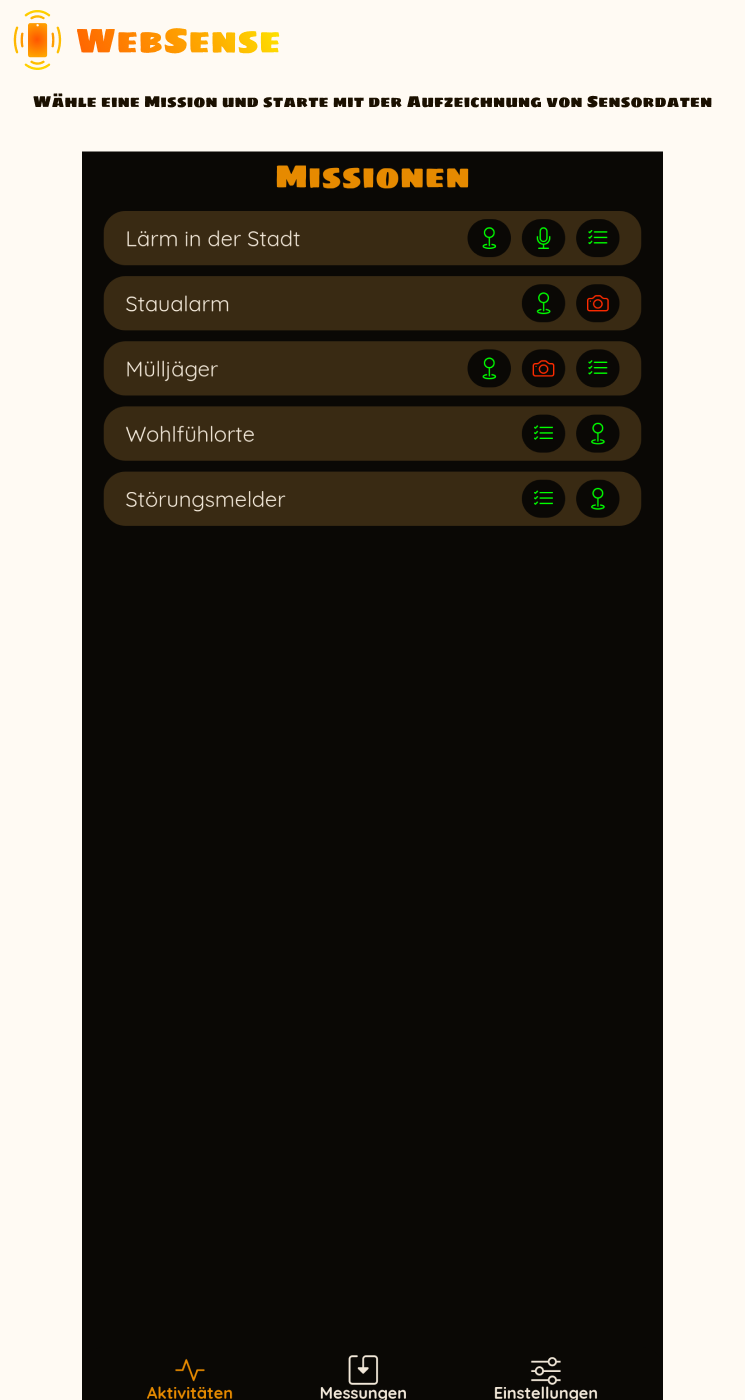 WebSense
Wähle eine Mission und starte mit der Aufzeichnung von Sensordaten
Missionen
Lärm in der Stadt
Staualarm
Mülljäger
Wohlfühlorte
Störungsmelder
Aktivitäten Messungen Einstellungen